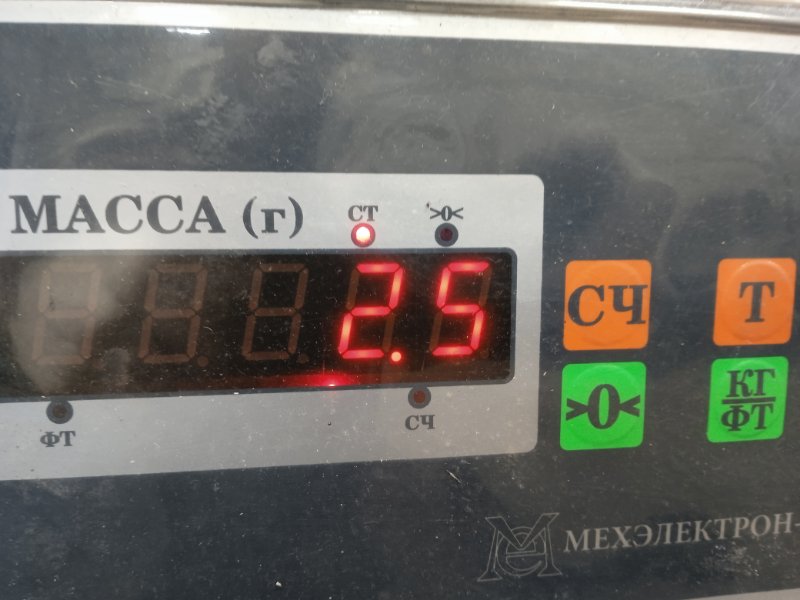 МАССА (г)
СТ
>0<
2.5
ФТ
СЧ
СЧ
Т
>0<
КГ
ФТ
МЕХЭЛЕКТРОН-